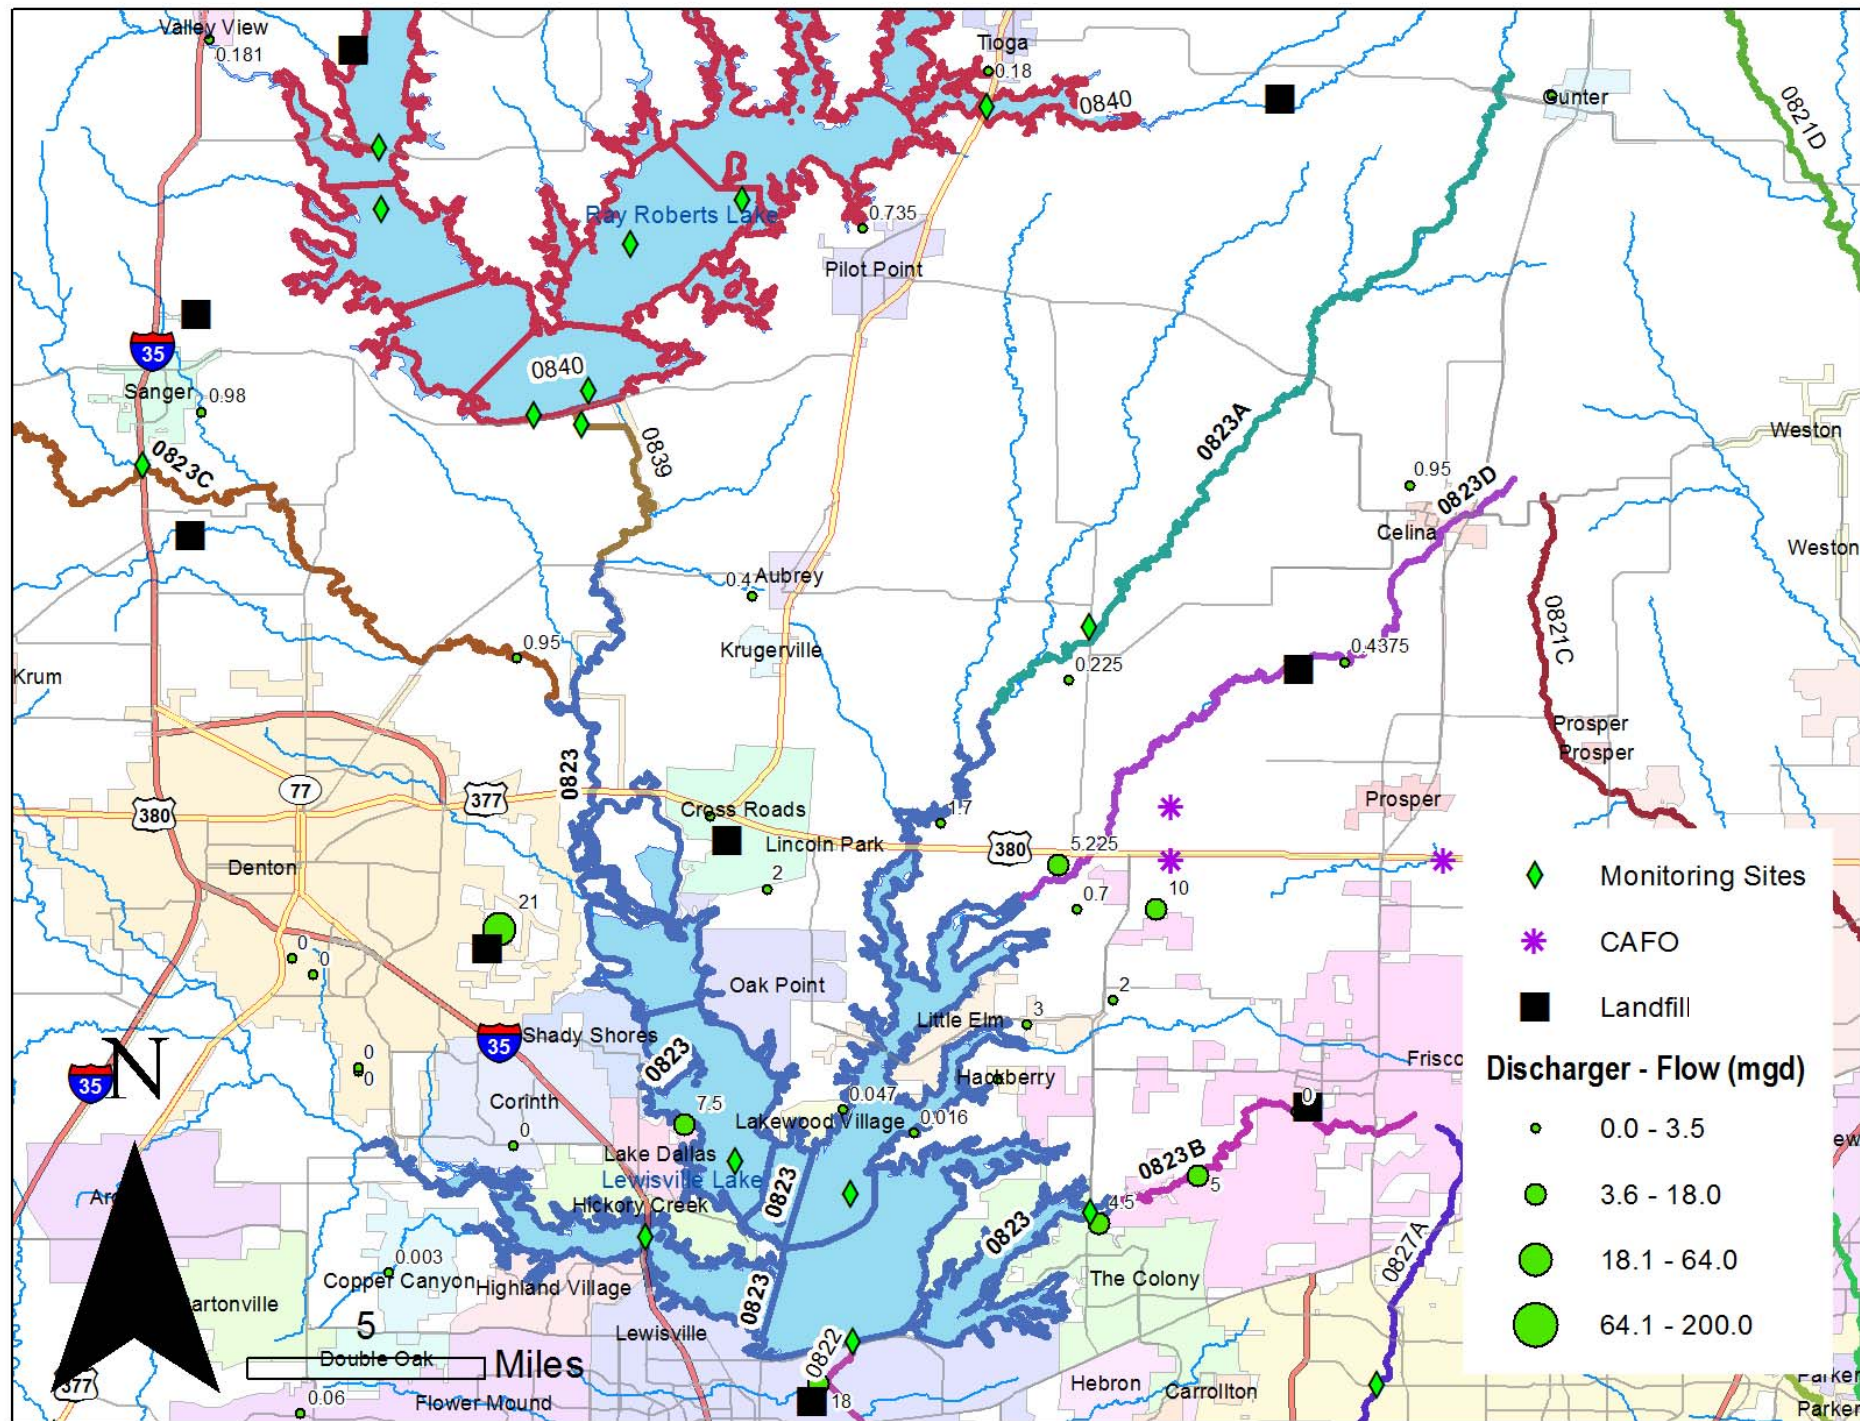 Valley View
0.181
Tioga
0.18
0840
Gunter
0821D
Ray Roberts Lake
0.735
Pilot Point
35
0840
Sanger
0.98
0823C
0839
0823A
Weston
0.95
0823D
Celina
Weston
0.4
Aubrey
0821C
Krugerville
0.95
0.4375
0.225
Krum
Prosper
Prosper
0823
77
377
380
Cross Roads
1.7
Prosper
Lincoln Park
380
5.225
Denton
2
0.7
10
21
0
0
Oak Point
2
3
Little Elm
Shady Shores
35
N
35
0823
0
0
Hackberry
Frisco
Corinth
7.5
0.047
Lakewood Village
0.016
0
0
Lake Dallas
Lewisville Lake
Hickory Creek
0823
0823B
5
4.5
0823
0827A
0.003
Copper Canyon
Highland Village
The Colony
artonville
0823
5
Lewisville
Double Oak
Miles
0822
377
0.06
Flower Mound
18
Hebron
Carrollton
Parker
Parker
Monitoring Sites
CAFO
Landfill
Discharger - Flow (mgd)
0.0 - 3.5
3.6 - 18.0
18.1 - 64.0
64.1 - 200.0